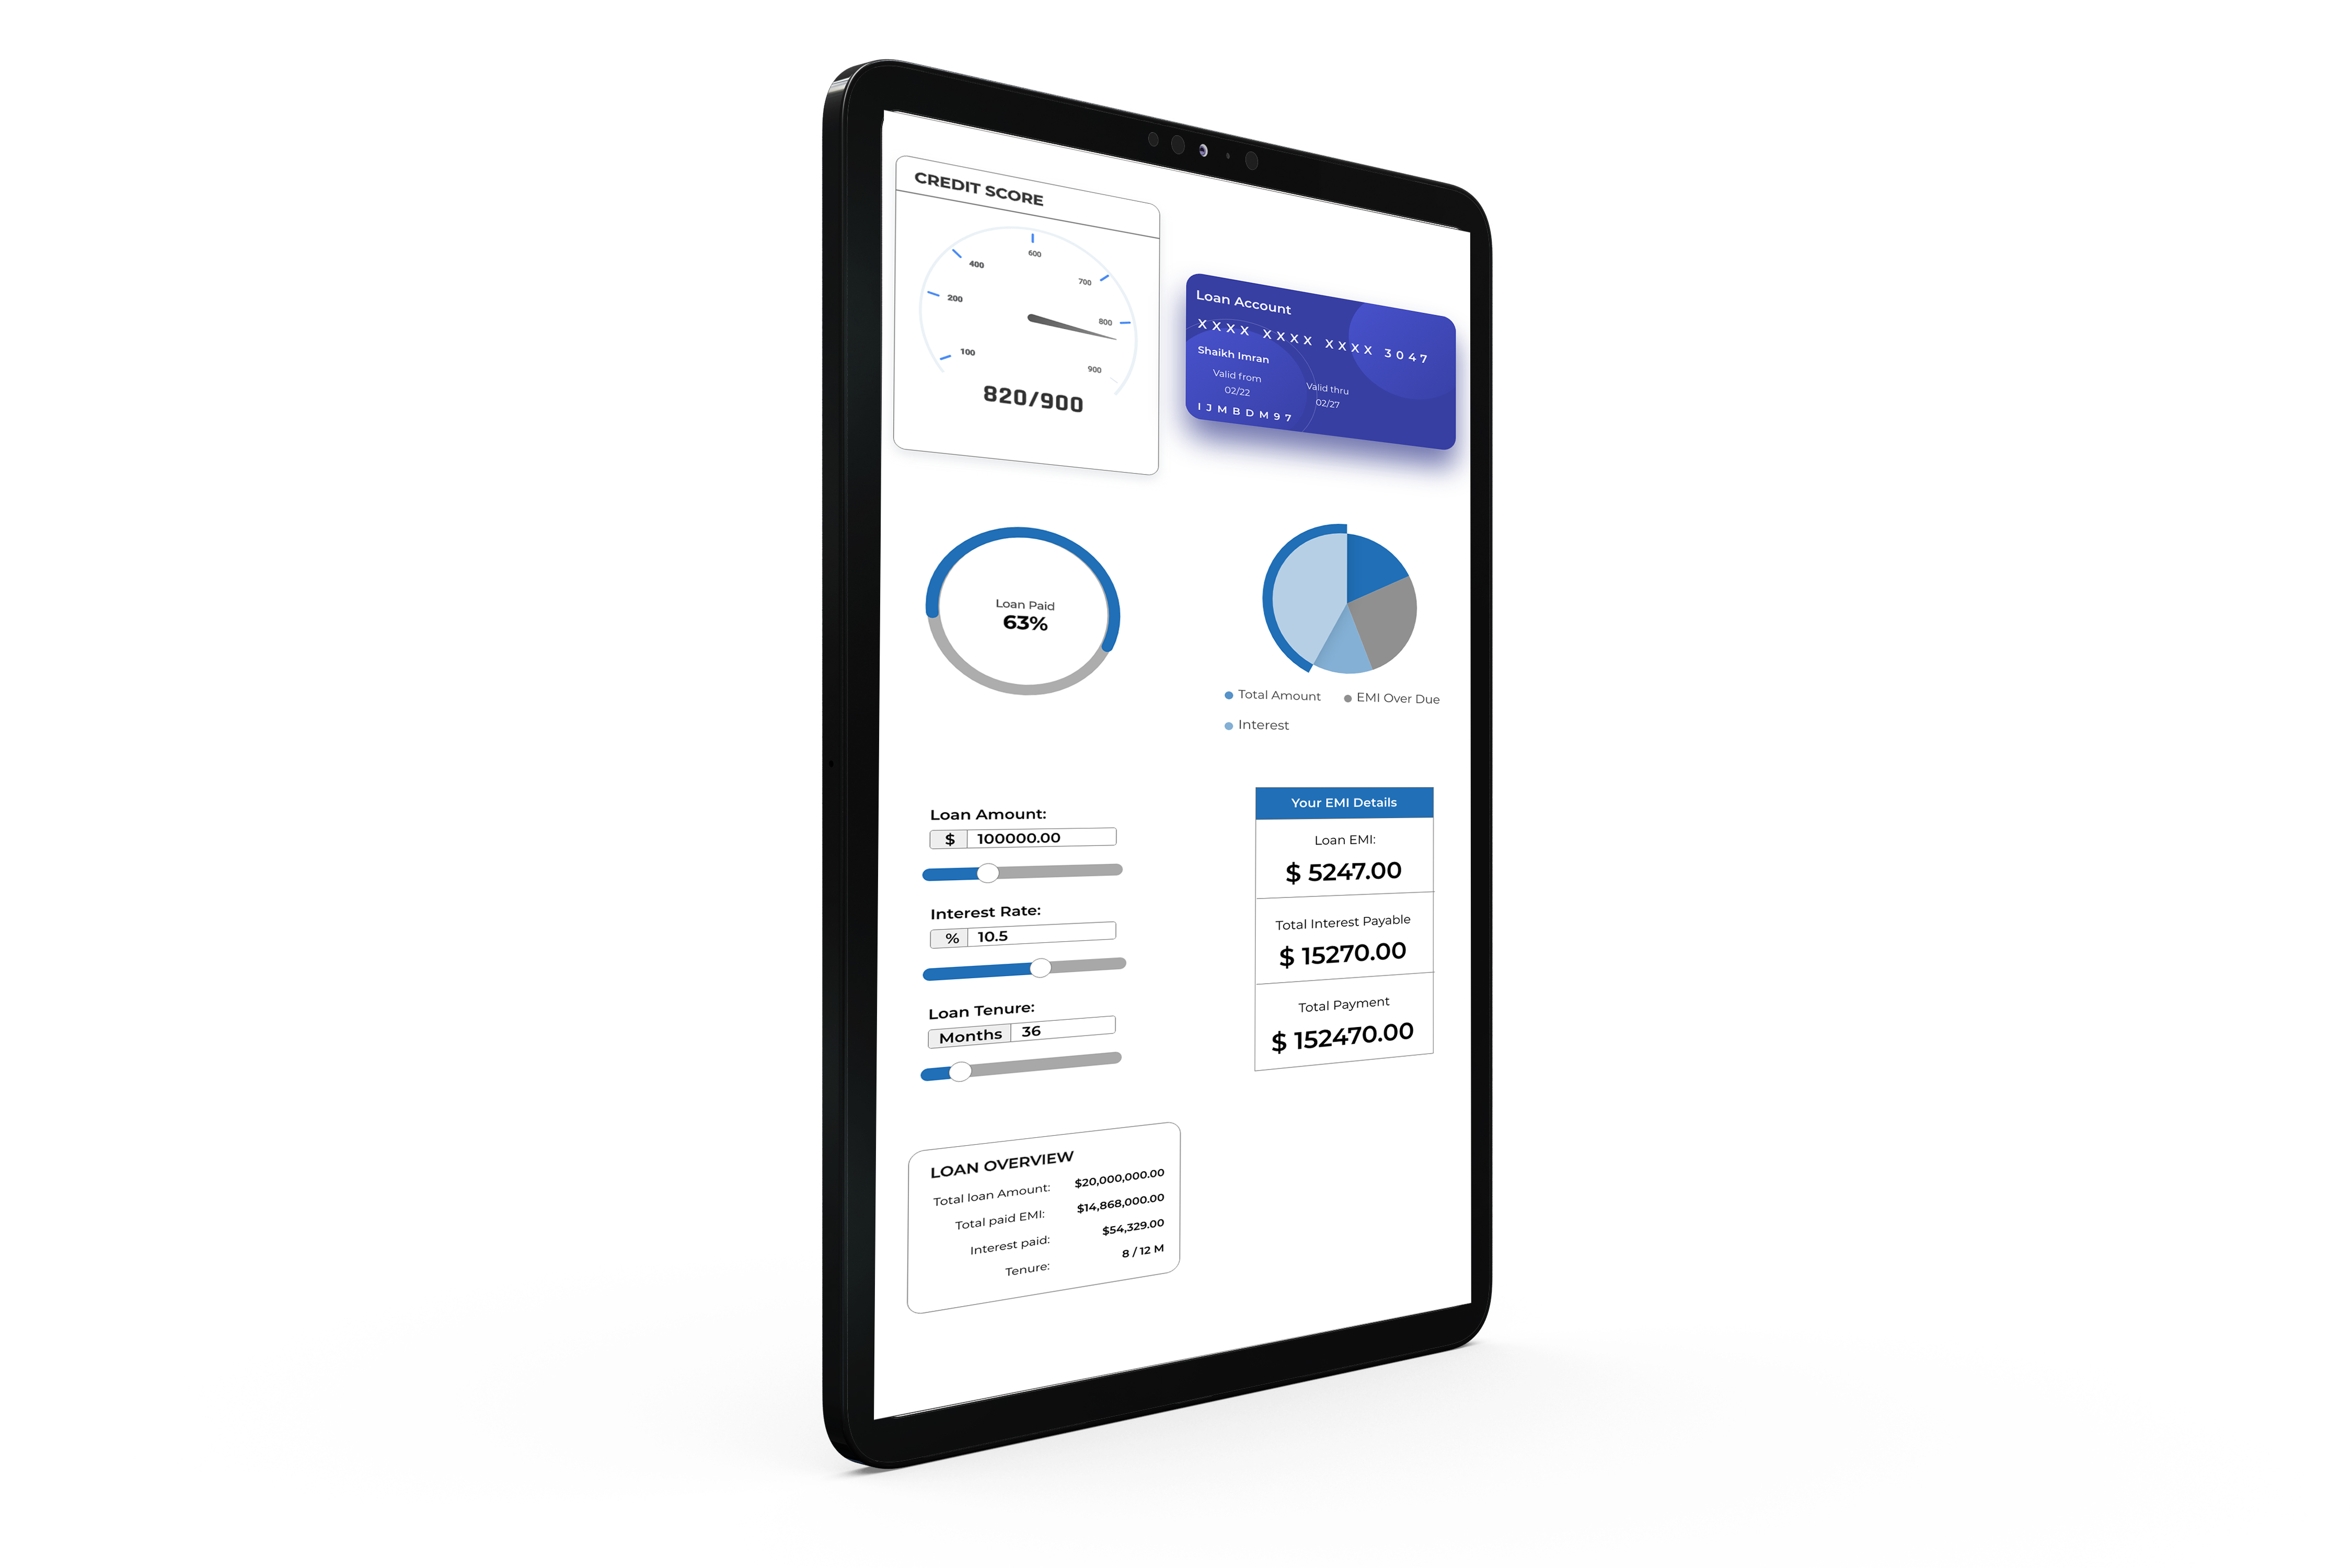 CREDIT SCORE
600
400
700
200
800
100
900
820/900
Loan Account
XXXX XXXX XXXX 3047
Shaikh Imran
Valid from
Valid thru
02/22
02/27
IJMBDM97
Loan Paid
63%
Total Amount
EMI Over Due
Interest
Loan Amount:
$ 100000.00
Interest Rate:
% 10.5
Loan Tenure:
Months 36
Your EMI Details
Loan EMI:
$ 5247.00
Total Interest Payable
$ 15270.00
Total Payment
$ 152470.00
LOAN OVERVIEW
Total loan Amount: $20,000,000.00
Total paid EMI: $14,868,000.00
Interest paid: $54,329.00
Tenure: 8 / 12 M